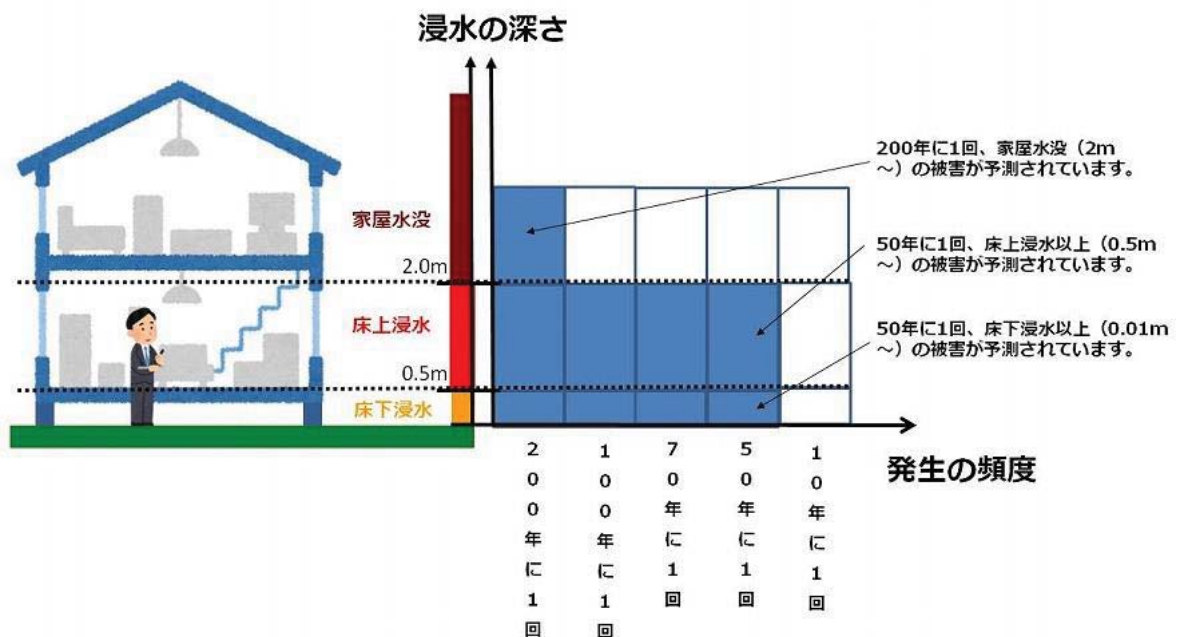 浸水の深さ
200年に1回、家屋水没（2m
～）の被害が予測されています。
家屋水没
2.0m
50年に1回、床上浸水以上（0.5m
～）の被害が予測されています。
床上浸水
50年に1回、床下浸水以上（0.01m
～）の被害が予測されています。
0.5m
床下浸水
発生の頻度
200年に1回
100年に1回
70年に1回
50年に1回
10年に1回